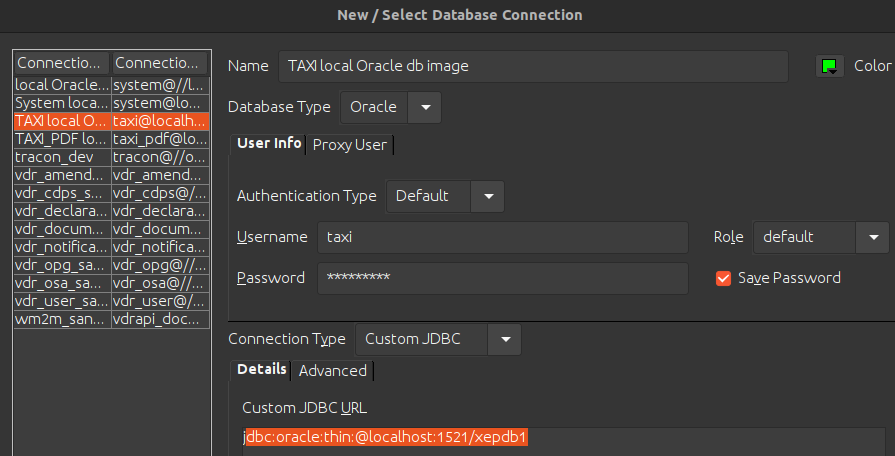 New / Select Database Connection
Connectio... Connectio...
local Oracle... system@//l...
System loca... system@lo...
TAXI local O... taxi@localh...
TAXI_PDF lo... taxi_pdf@lo...
tracon_dev tracon@//o...
vdr_amend... vdr_amend...
vdr_cdps_s... vdr_cdps@/...
vdr_declara... vdr_declara...
vdr_docum... vdr_docum...
vdr_notifica... vdr_notifica...
vdr_opg_sa... vdr_opg@//...
vdr_osa_sa... vdr_osa@//...
vdr_user_sa... vdr_user@/...
wm2m_san... vdrapi_doc...
Name TAXI local Oracle db image Color
Database Type Oracle
User Info Proxy User
Authentication Type Default
Username taxi Role default
Password ********* Save Password
Connection Type Custom JDBC
Details Advanced
Custom JDBC URL
jdbc:oracle:thin:@localhost:1521/xepdb1